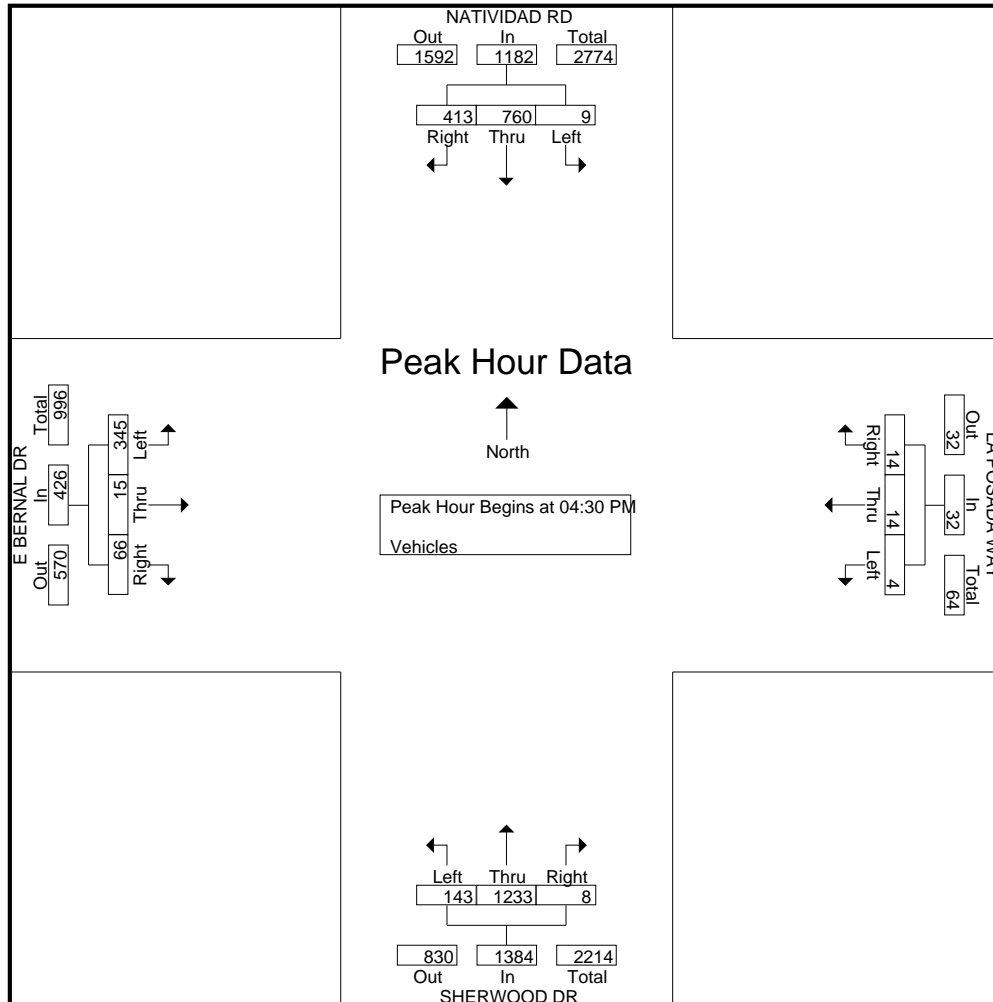 NATIVIDAD RD
Out In Total
1592 1182 2774
413 760 9
Right Thru Left
Peak Hour Data
North
Peak Hour Begins at 04:30 PM
Vehicles
E BERNAL DR
Out In Total
570 426 996
66 15 345
Right Thru Left
LA POSADA WAY
Out In Total
32 32 64
Right Thru Left
14 14 4
Left Thru Right
143 1233 8
830 1384 2214
Out In Total
SHERWOOD DR